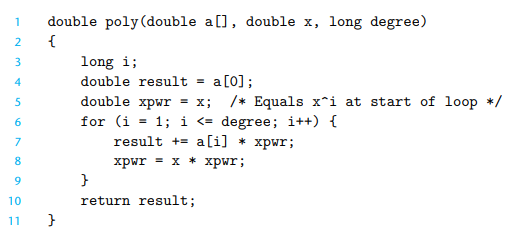 1 double poly(double a[], double x, long degree)
2 {
3     long i;
4     double result = a[0];
5     double xpwr = x;  /* Equals x^i at start of loop */
6     for (i = 1; i <= degree; i++) {
7         result += a[i] * xpwr;
8         xpwr = x * xpwr;
9     }
10     return result;
11 }